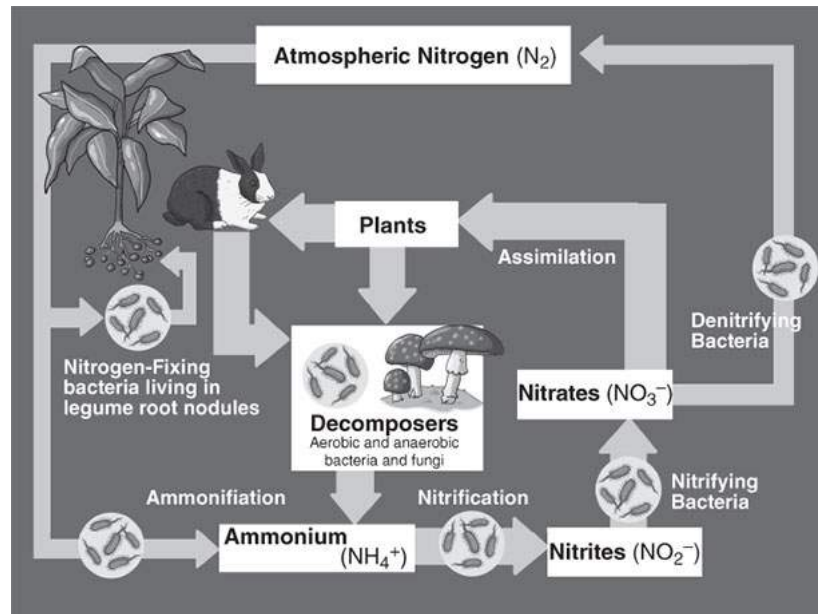 Atmospheric Nitrogen (N₂)
Plants
Assimilation
Denitrifying
Bacteria
Nitrogen-Fixing
bacteria living in
legume root nodules
Decomposers
Aerobic and anaerobic
bacteria and fungi
Nitrates (NO₃⁻)
Ammonifiation
Nitrification
Nitrifying
Bacteria
Ammonium
(NH₄⁺)
Nitrites (NO₂⁻)